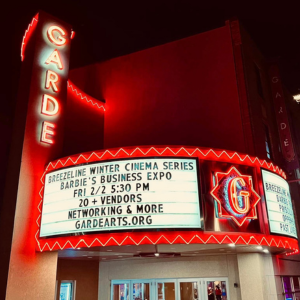 GARDE
BREEZELINE WINTER CINEMA SERIES
BARBIE'S BUSINESS EXPO
FRI 2/2 5:30 PM
20 + VENDORS
NETWORKING & MORE
GARDEARTS.ORG
G